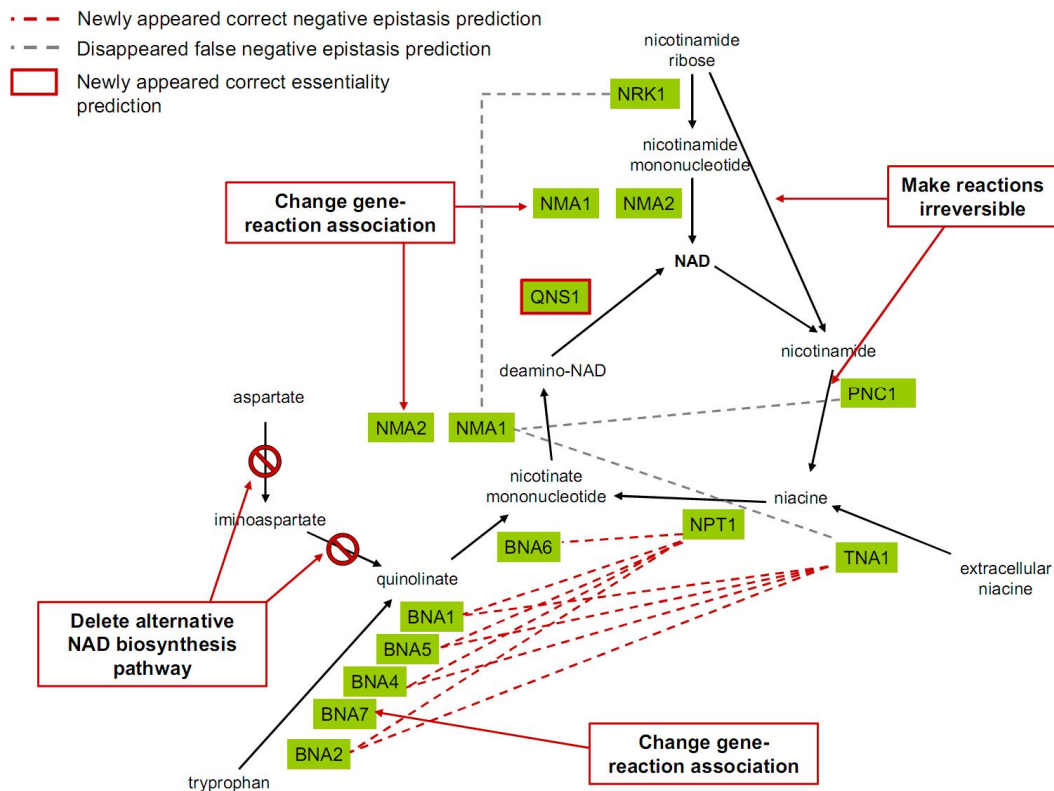 Newly appeared correct negative epistasis prediction
Disappeared false negative epistasis prediction
Newly appeared correct essentiality
prediction
nicotinamide
ribose
NRK1
nicotinamide
mononucleotide
Change gene-
reaction association
NMA1
NMA2
Make reactions
irreversible
NAD
QNS1
nicotinamide
deamino-NAD
PNC1
aspartate
NMA2
NMA1
nicotinate
mononucleotide
niacine
iminoaspartate
NPT1
BNA6
TNA1
quinolinate
extracellular
niacine
BNA1
Delete alternative
NAD biosynthesis
pathway
BNA5
BNA4
BNA7
BNA2
Change gene-
reaction association
tryprophan